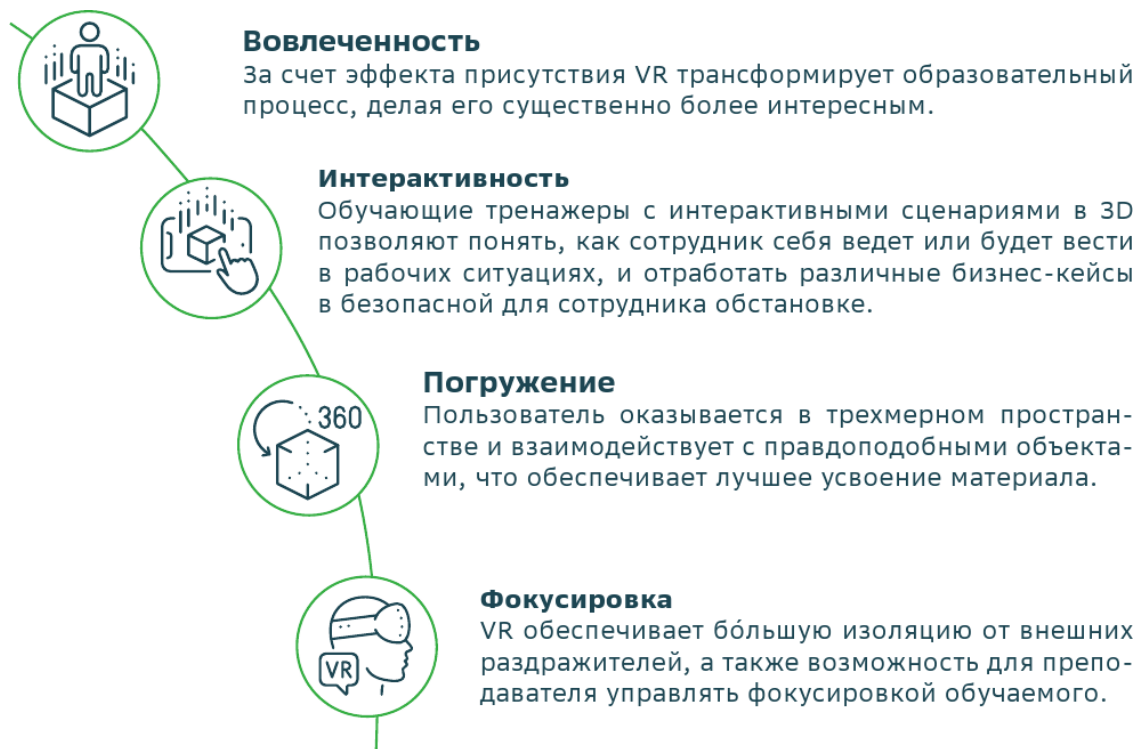 Вовлеченность
За счет эффекта присутствия VR трансформирует образовательный
процесс, делая его существенно более интересным.
Интерактивность
Обучающие тренажеры с интерактивными сценариями в 3D
позволяют понять, как сотрудник себя ведет или будет вести
в рабочих ситуациях, и отработать различные бизнес-кейсы
в безопасной для сотрудника обстановке.
360
Погружение
Пользователь оказывается в трехмерном простран-
стве и взаимодействует с правдоподобными объекта-
ми, что обеспечивает лучшее усвоение материала.
VR
Фокусировка
VR обеспечивает бо́льшую изоляцию от внешних
раздражителей, а также возможность для препо-
давателя управлять фокусировкой обучаемого.